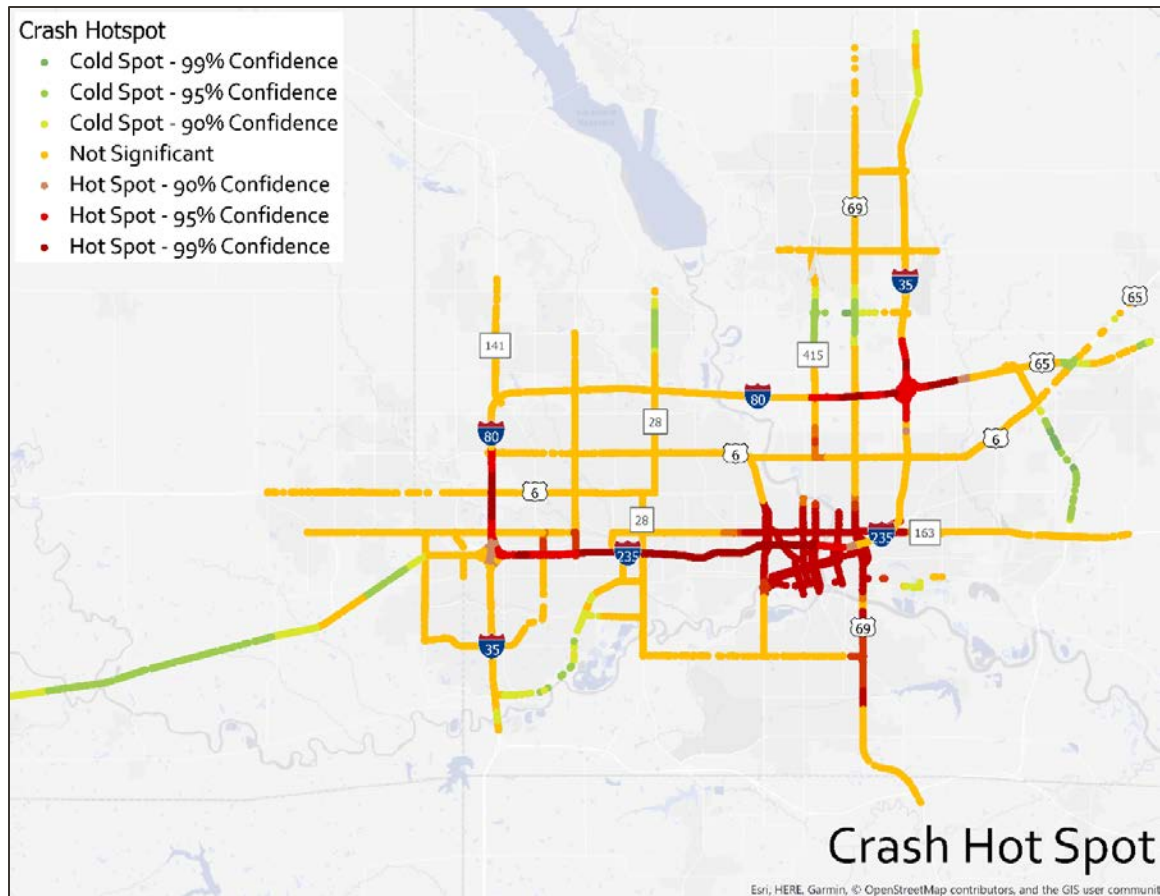 Crash Hotspot
Cold Spot - 99% Confidence
Cold Spot - 95% Confidence
Cold Spot - 90% Confidence
Not Significant
Hot Spot - 90% Confidence
Hot Spot - 95% Confidence
Hot Spot - 99% Confidence
69
35
65
141
415
65
80
28
80
6
6
6
28
235
235
163
69
35
Crash Hot Spot
Esri, HERE, Garmin, © OpenStreetMap contributors, and the GIS user communit